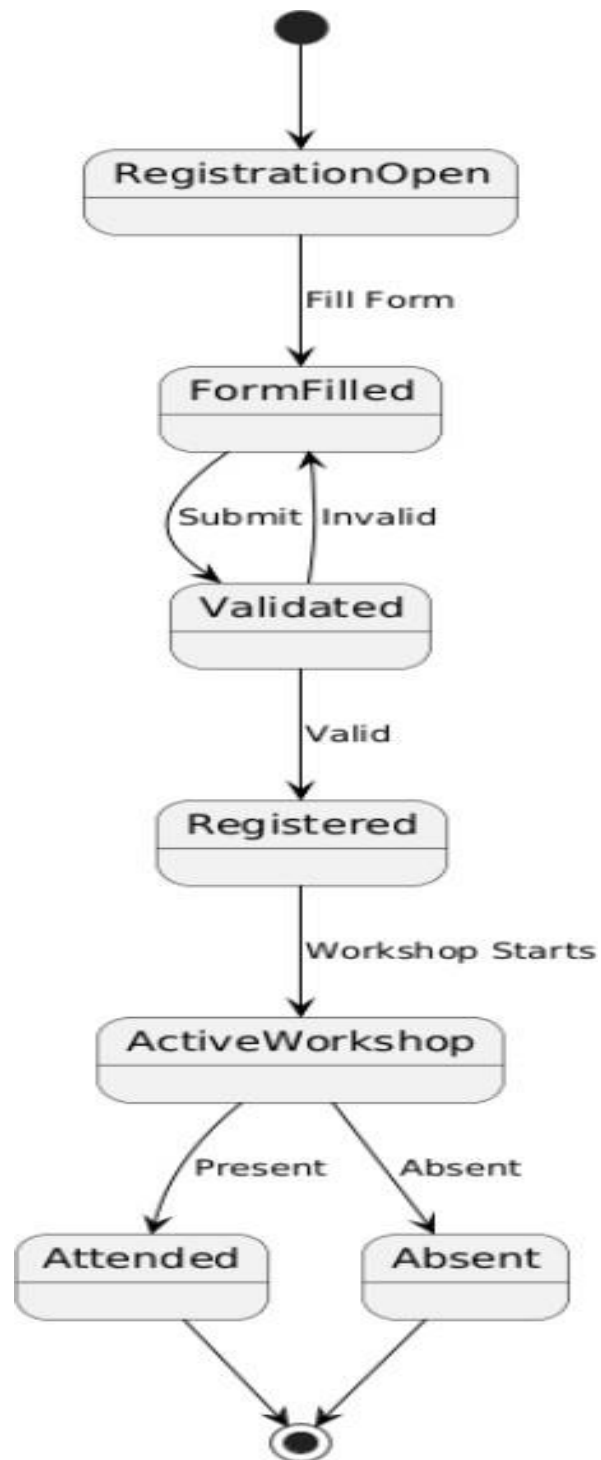 RegistrationOpen
Fill Form
FormFilled
Submit Invalid
Validated
Valid
Registered
Workshop Starts
ActiveWorkshop
Present Absent
Attended Absent